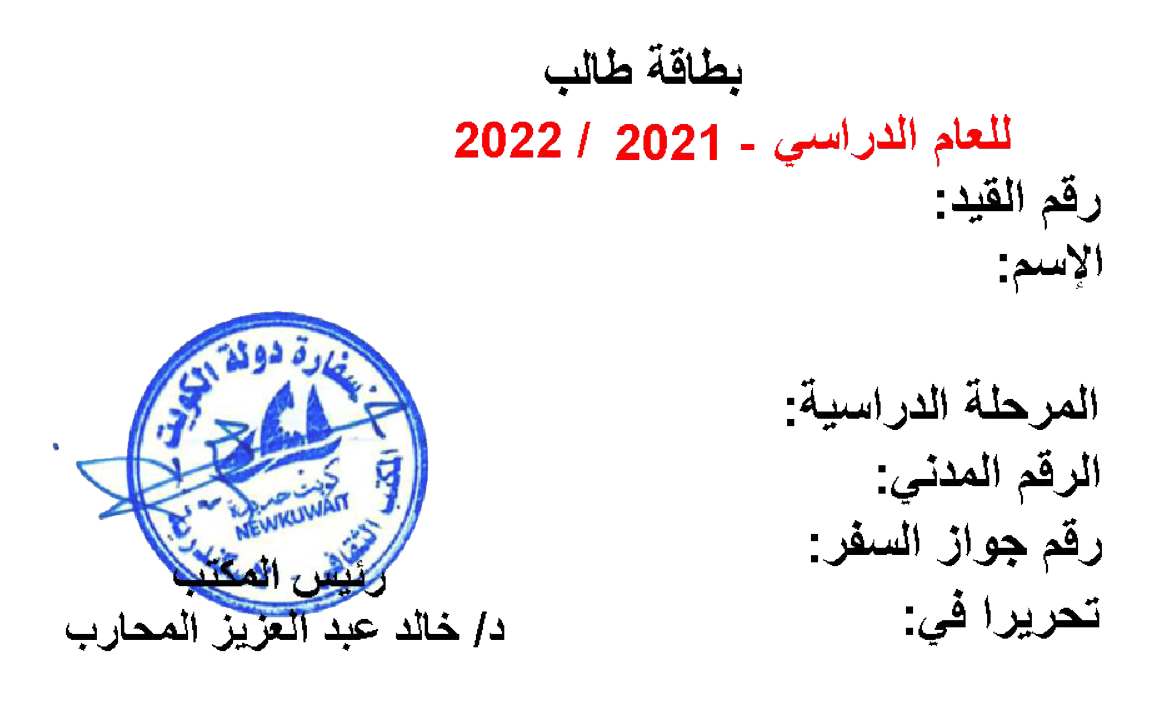 بطاقة طالب
للعام الدراسي - 2021 / 2022
رقم القيد:
الإسم:
المرحلة الدراسية:
الرقم المدني:
رقم جواز السفر:
تحريرا في:
سفارة دولة الكويت
المكتب الثقافي
كويت جديدة
NEWKUWAIT
رئيس المكتب
د/ خالد عبد العزيز المحارب